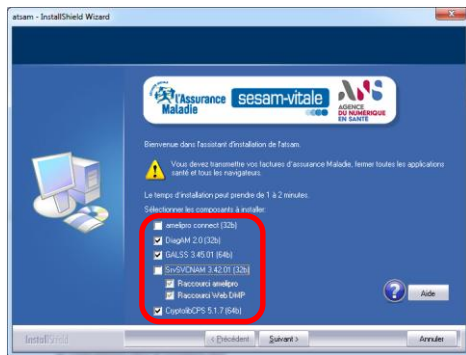 atsam - InstallShield Wizard
l'Assurance
Maladie
sesam-vitale
ANS
AGENCE
DU NUMÉRIQUE
EN SANTÉ
Bienvenue dans l'assistant d'installation de l'atsam.
Vous devez transmettre vos factures d'assurance Maladie, fermer toutes les applications
santé et tous les navigateurs.
Le temps d'installation peut prendre de 1 à 2 minutes.
Sélectionner les composants à installer:
amelipro connect (32b)
DiagAM 2.0 (32b)
GALSS 3.45.01 (64b)
SrvSVCNAM 3.42.01 (32b)
Raccourci amelipro
Raccourci Web DMP
CryptolibCPS 5.1.7 (64b)
? Aide
InstallShield
< Précédent
Suivant >
Annuler